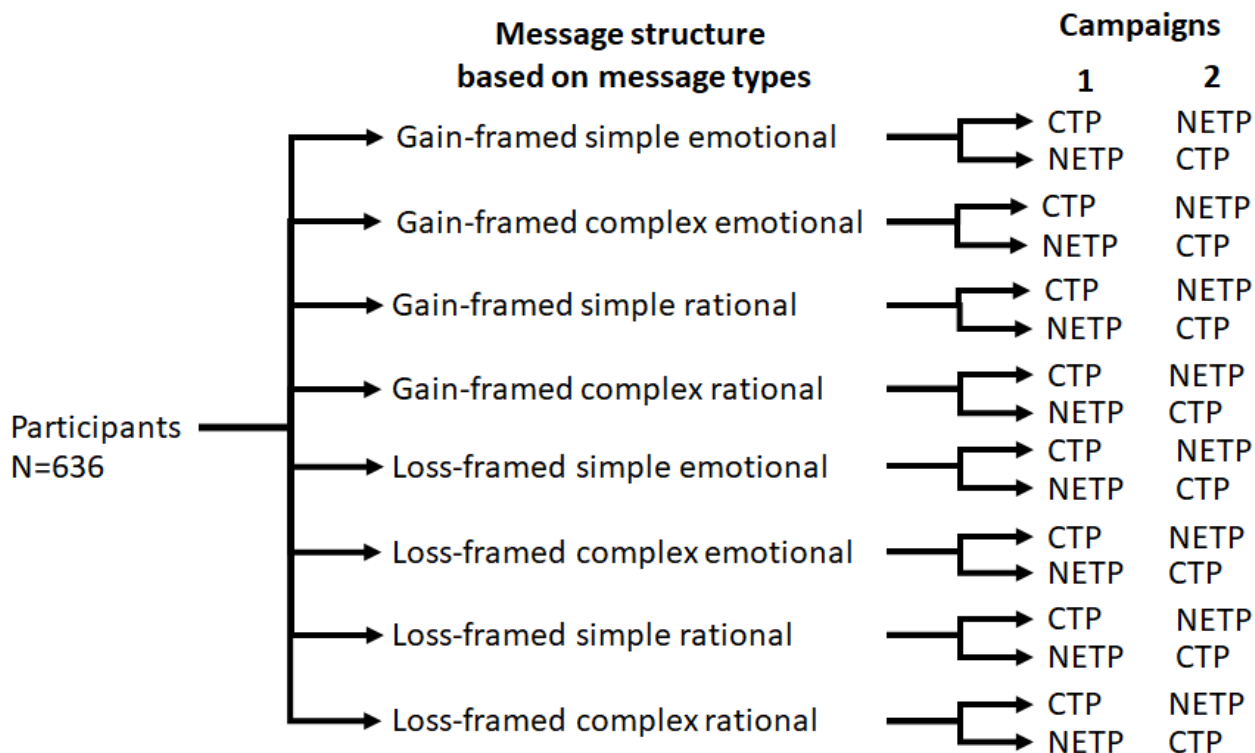 Message structure
based on message types
Campaigns
1 2
Gain-framed simple emotional
CTP NETP
NETP CTP
Gain-framed complex emotional
CTP NETP
NETP CTP
Gain-framed simple rational
CTP NETP
NETP CTP
Gain-framed complex rational
CTP NETP
NETP CTP
Participants
N=636
Loss-framed simple emotional
CTP NETP
NETP CTP
Loss-framed complex emotional
CTP NETP
NETP CTP
Loss-framed simple rational
CTP NETP
NETP CTP
Loss-framed complex rational
CTP NETP
NETP CTP